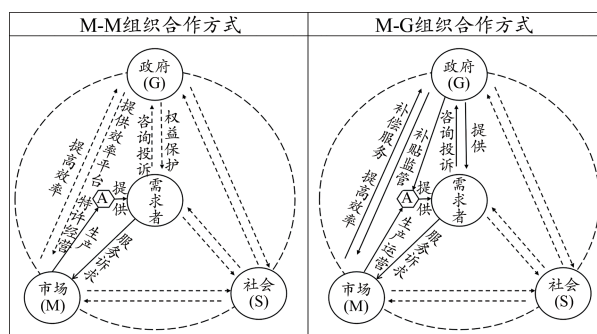 M-M组织合作方式
政府
(G)
提高效率
提供效率平台
特许经营
咨询投诉
权益保护
A
提供
需求者
生产
服务诉求
市场
(M)
社会
(S)
M-G组织合作方式
政府
(G)
补偿服务
提高效率
补贴监管
咨询投诉
提供
A
提供
需求者
生产运营
服务诉求
市场
(M)
社会
(S)